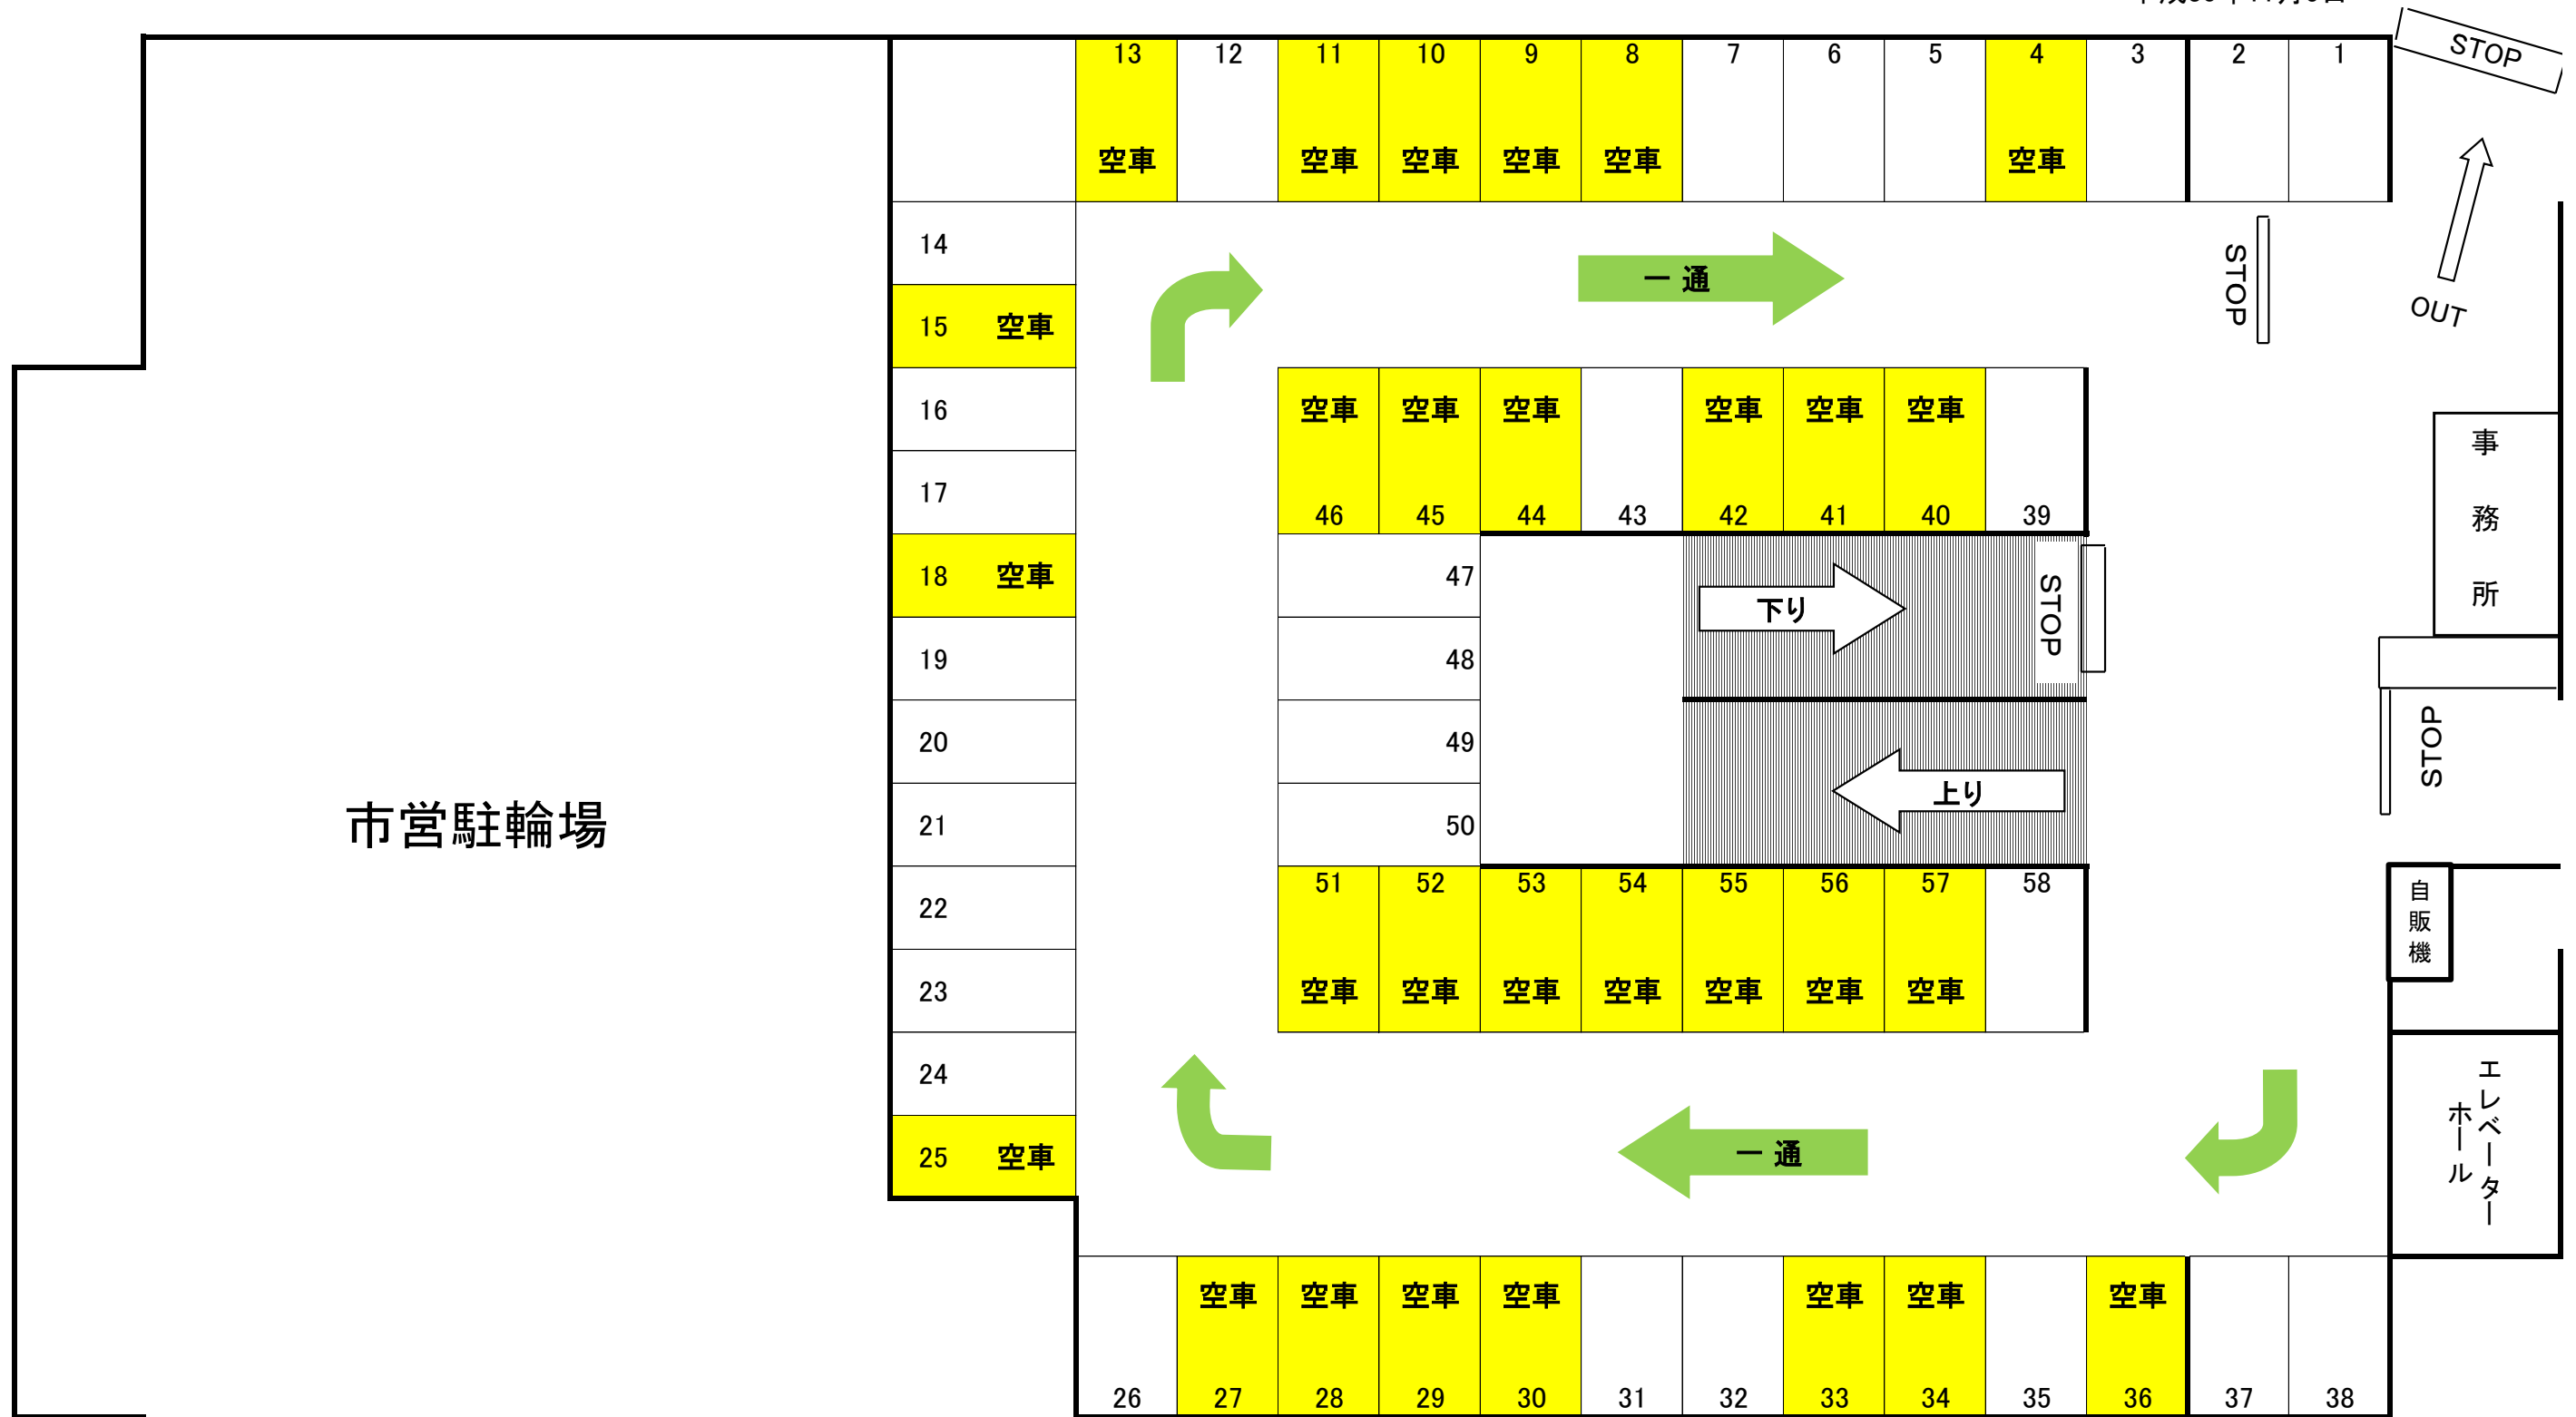 13 12 11 10 9 8 7 6 5 4 3 2 1
STOP
空車 空車 空車 空車 空車 空車
14
一 通
STOP
OUT
15 空車
16
空車 空車 空車 空車 空車 空車
事務所
17
46 45 44 43 42 41 40 39
18 空車
47
下り
STOP
19
48
20
49
STOP
上り
市営駐輪場
21
50
51 52 53 54 55 56 57 58
自販機
22
23
空車 空車 空車 空車 空車 空車 空車
24
エレベーター
ホール
25 空車
一 通
空車 空車 空車 空車 空車 空車 空車
26 27 28 29 30 31 32 33 34 35 36 37 38